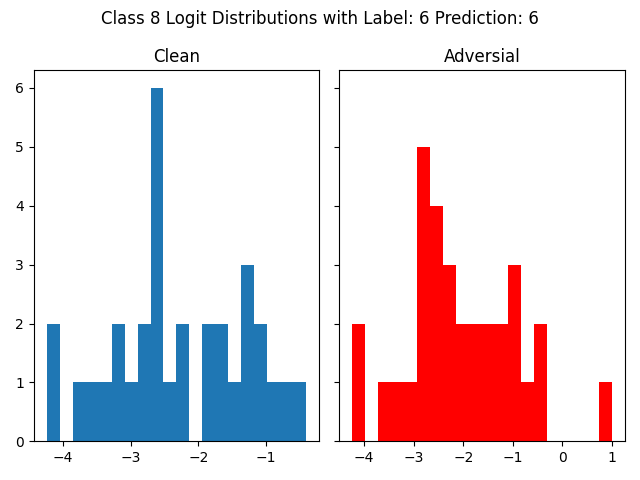 Class 8 Logit Distributions with Label: 6 Prediction: 6
Clean
Adversial
6
5
4
3
2
1
0
−4 −3 −2 −1
−4 −3 −2 −1 0 1